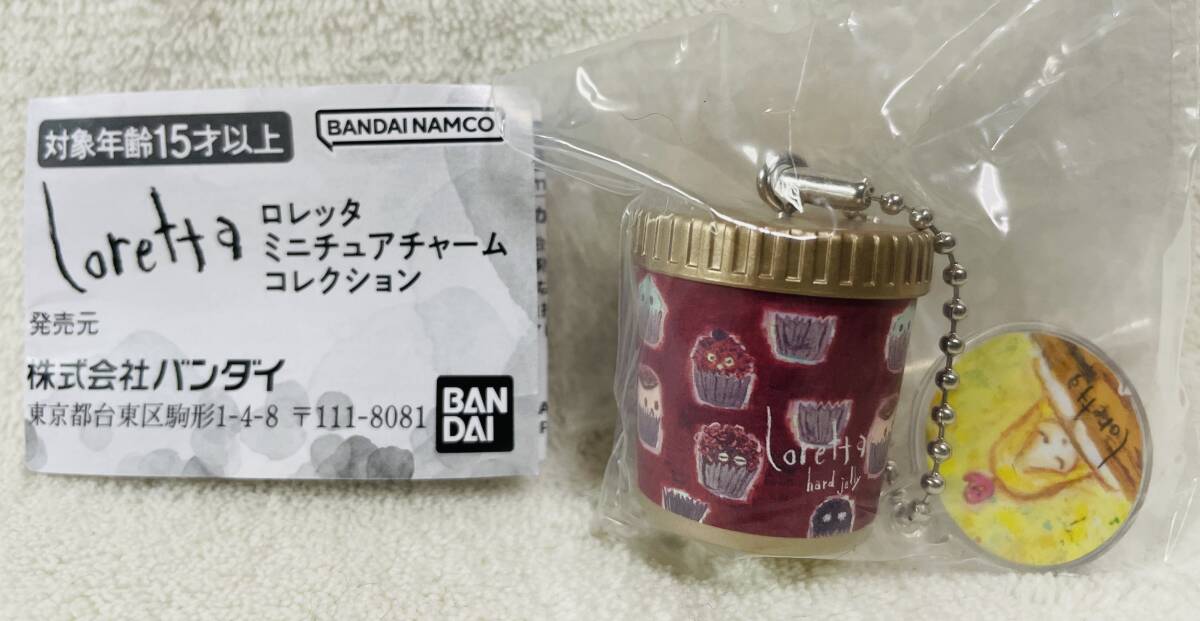 対象年齢15才以上
BANDAI NAMCO
Loretta
ロレッタ
ミニチュアチャーム
コレクション
発売元
株式会社バンダイ
東京都台東区駒形1-4-8 〒111-8081
BAN
DAI
Loretta
hard jelly
Loretta